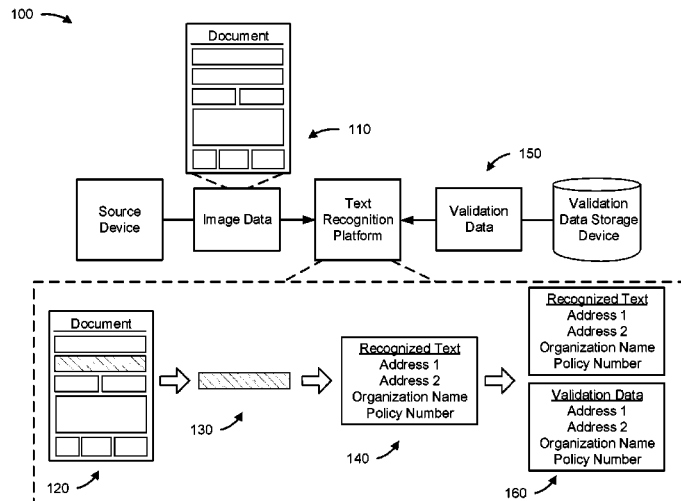 100
Document
110
150
Source
Device
Image Data
Text
Recognition
Platform
Validation
Data
Validation
Data Storage
Device
Document
120
130
Recognized Text
Address 1
Address 2
Organization Name
Policy Number
140
Recognized Text
Address 1
Address 2
Organization Name
Policy Number
Validation Data
Address 1
Address 2
Organization Name
Policy Number
160